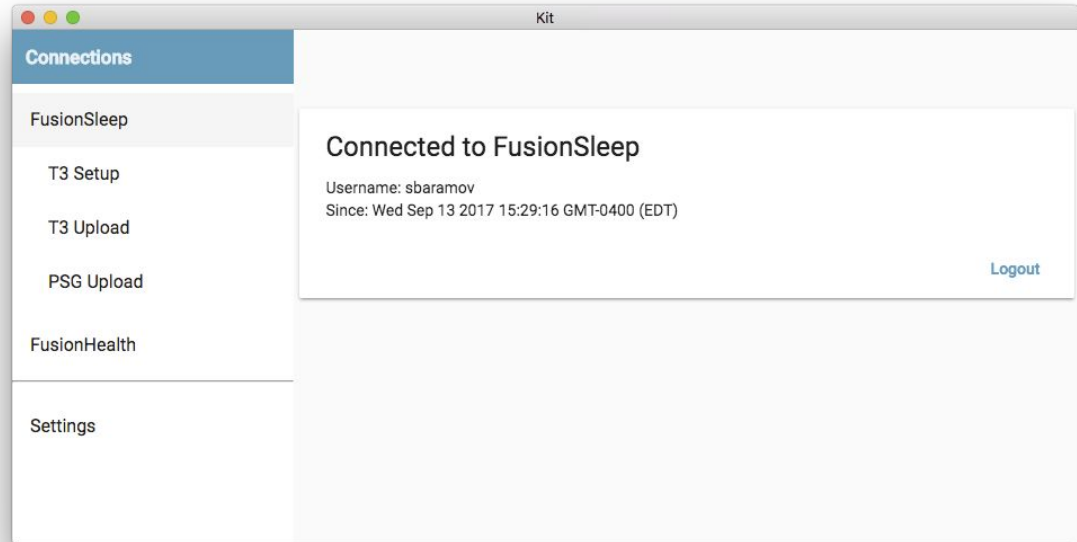 Kit
Connections
FusionSleep
T3 Setup
T3 Upload
PSG Upload
FusionHealth
Settings
Connected to FusionSleep
Username: sbaramov
Since: Wed Sep 13 2017 15:29:16 GMT-0400 (EDT)
Logout